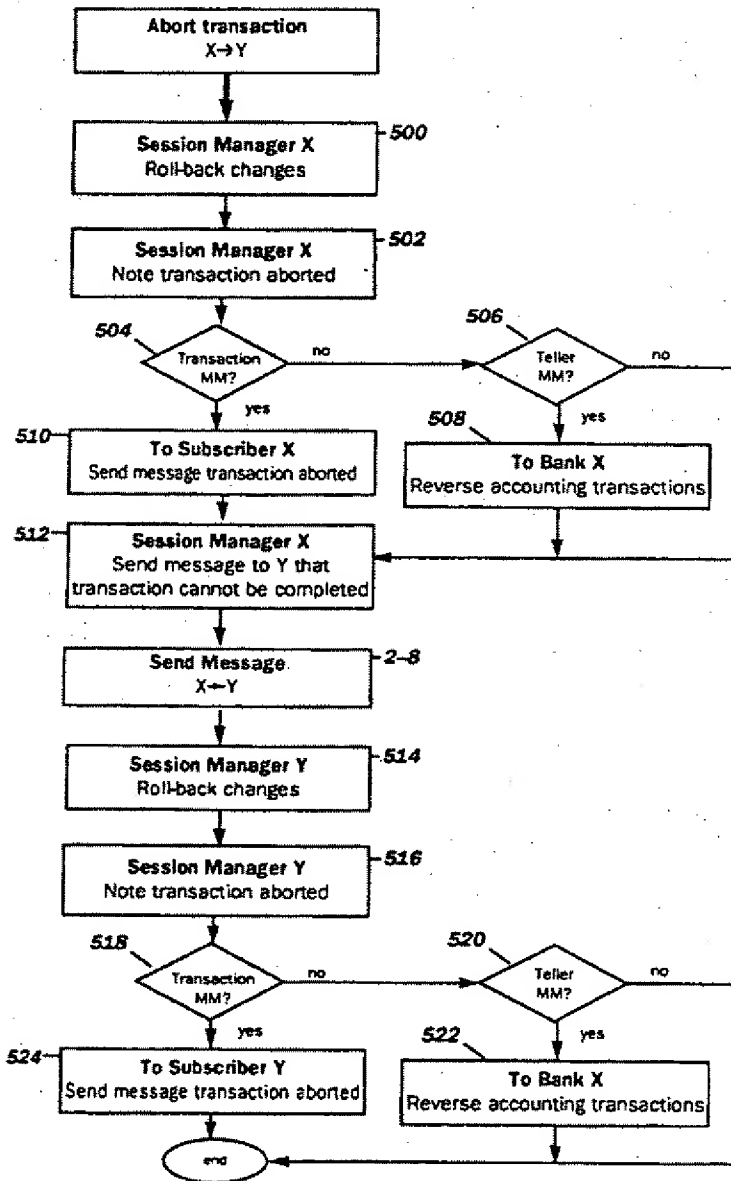 Abort transaction
X→Y
500
Session Manager X
Roll-back changes
502
Session Manager X
Note transaction aborted
504
Transaction
MM?
no
506
Teller
MM?
no
yes
yes
510
To Subscriber X
Send message transaction aborted
508
To Bank X
Reverse accounting transactions
512
Session Manager X
Send message to Y that
transaction cannot be completed
2-8
Send Message
X←Y
514
Session Manager Y
Roll-back changes
516
Session Manager Y
Note transaction aborted
518
Transaction
MM?
no
520
Teller
MM?
no
yes
yes
524
To Subscriber Y
Send message transaction aborted
522
To Bank X
Reverse accounting transactions
end